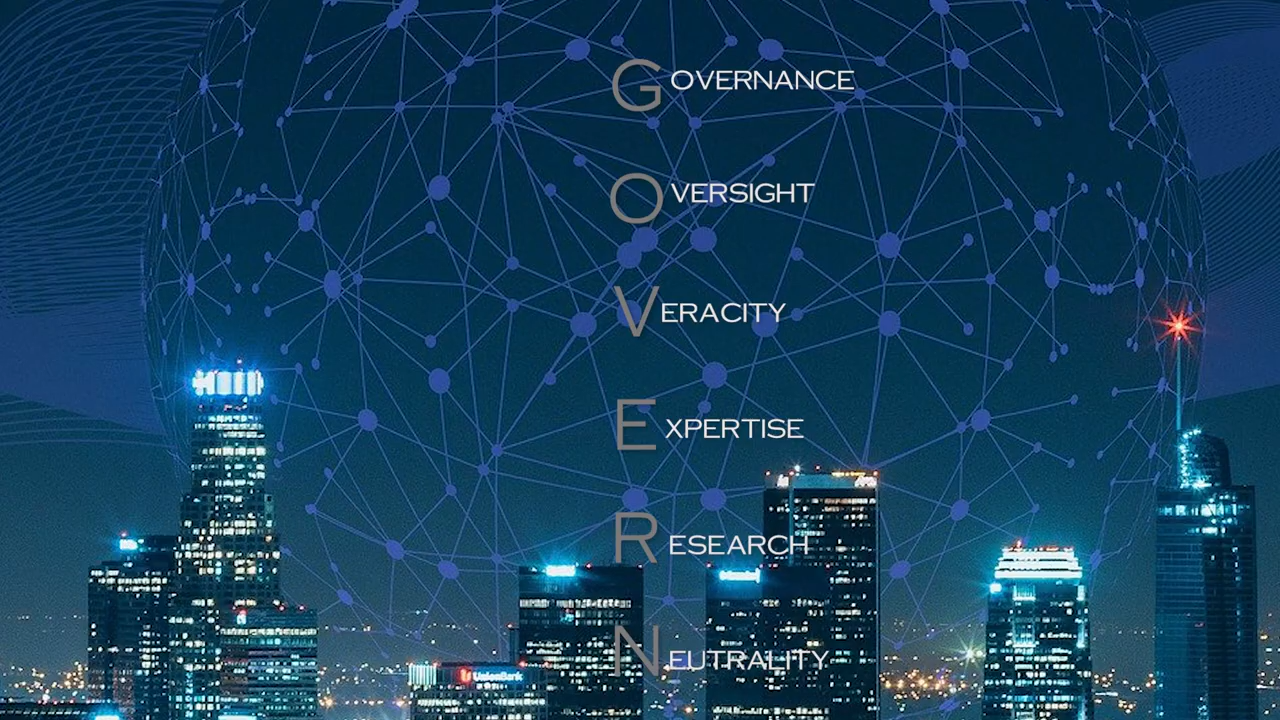 GOVERNANCE
OVERSIGHT
VERACITY
EXPERTISE
RESEARCH
NEUTRALITY
UnionBank